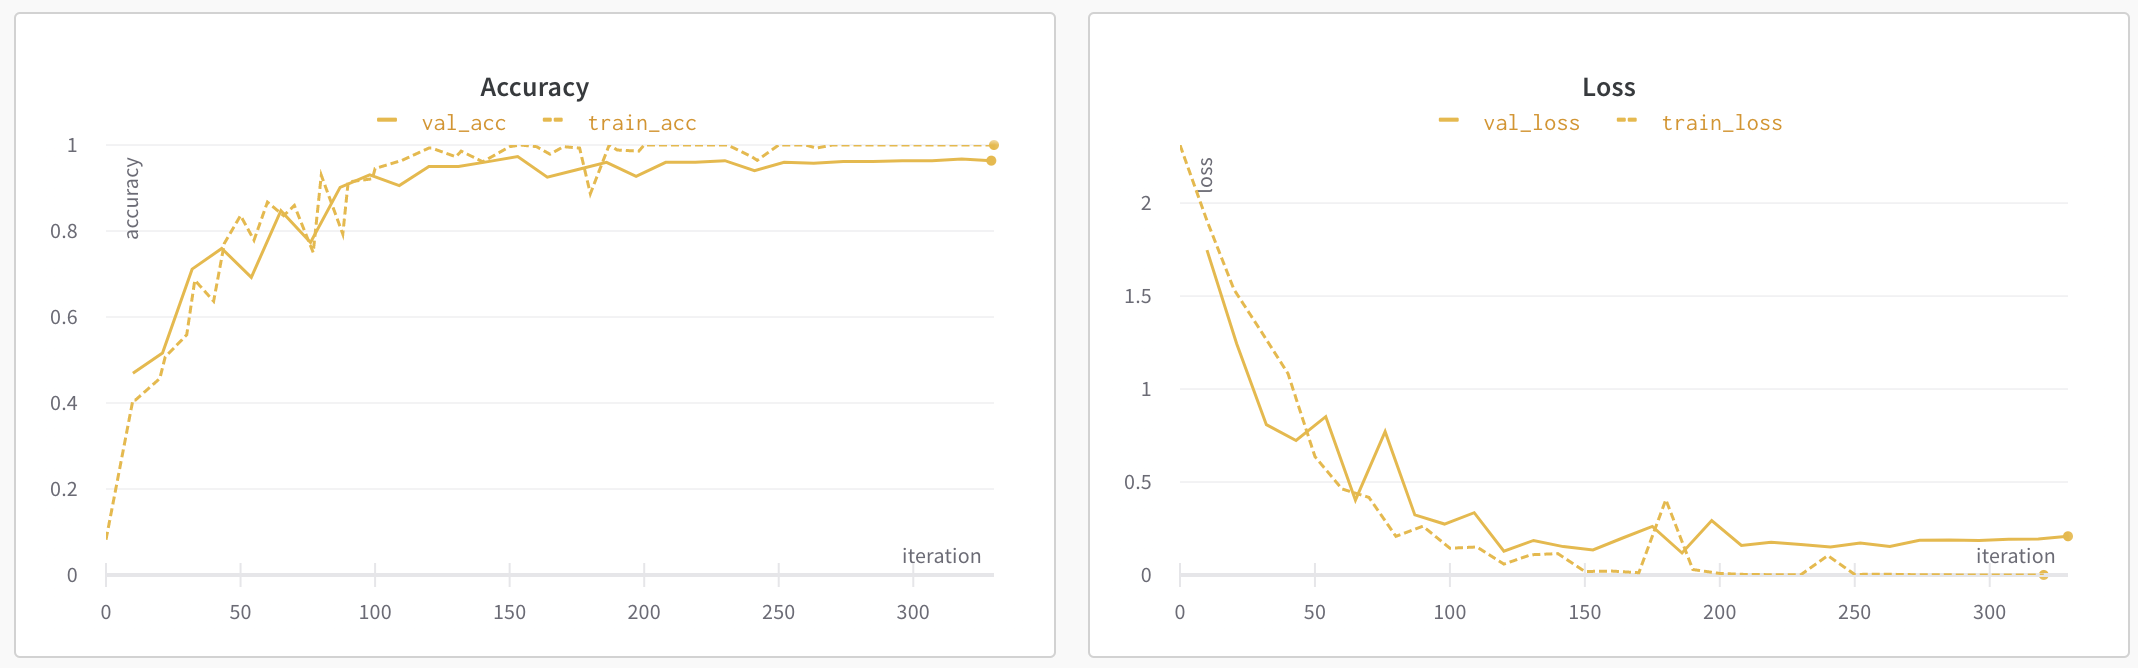 Accuracy
val_acc train_acc
accuracy
1
0.8
0.6
0.4
0.2
0
iteration
0 50 100 150 200 250 300
Loss
val_loss train_loss
loss
2
1.5
1
0.5
0
iteration
0 50 100 150 200 250 300